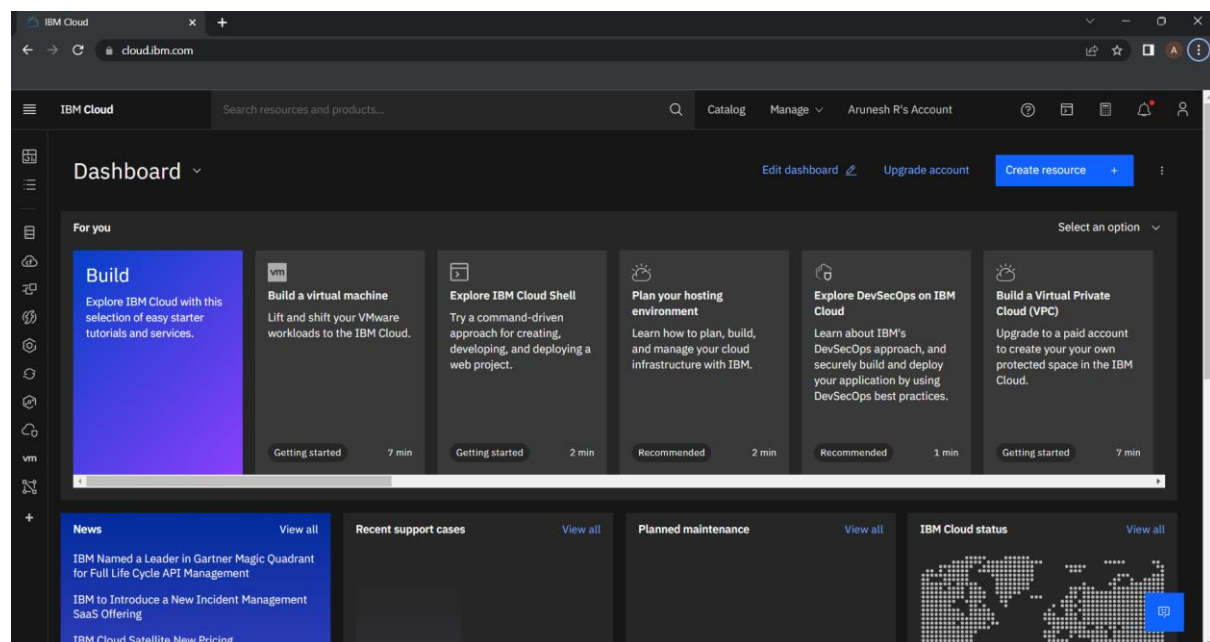 IBM Cloud
cloud.ibm.com
A
IBM Cloud
Search resources and products...
Catalog
Manage
Arunesh R's Account
Dashboard
Edit dashboard
Upgrade account
Create resource +
For you
Select an option
Build
Explore IBM Cloud with this
selection of easy starter
tutorials and services.
vm
Build a virtual machine
Lift and shift your VMware
workloads to the IBM Cloud.
Getting started
7 min
Explore IBM Cloud Shell
Try a command-driven
approach for creating,
developing, and deploying a
web project.
Getting started
2 min
Plan your hosting
environment
Learn how to plan, build,
and manage your cloud
infrastructure with IBM.
Recommended
2 min
Explore DevSecOps on IBM
Cloud
Learn about IBM's
DevSecOps approach, and
securely build and deploy
your application by using
DevSecOps best practices.
Recommended
1 min
Build a Virtual Private
Cloud (VPC)
Upgrade to a paid account
to create your your own
protected space in the IBM
Cloud.
Getting started
7 min
vm
News
View all
IBM Named a Leader in Gartner Magic Quadrant
for Full Life Cycle API Management
IBM to Introduce a New Incident Management
SaaS Offering
IBM Cloud Satellite New Pricing
Recent support cases
View all
Planned maintenance
View all
IBM Cloud status
View all